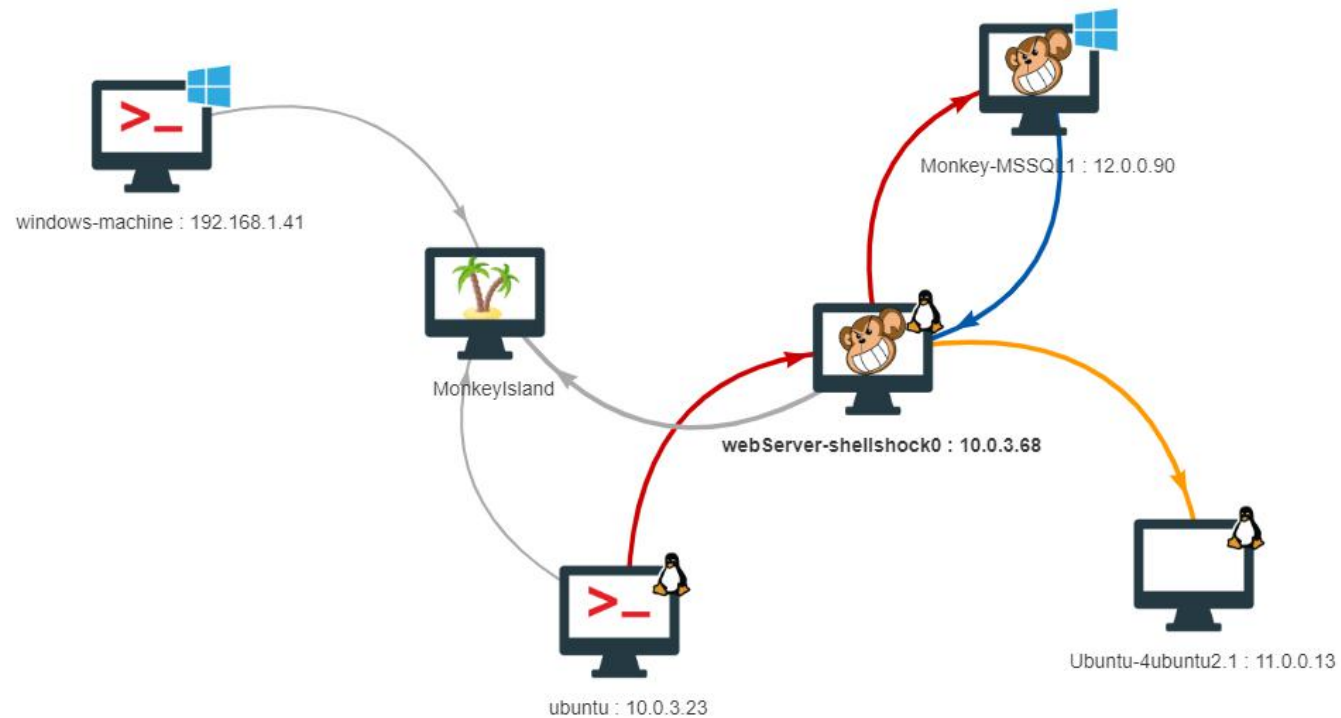 Monkey-MSSQL1 : 12.0.0.90
>_
windows-machine : 192.168.1.41
MonkeyIsland
webServer-shellshock0 : 10.0.3.68
>_
Ubuntu-4ubuntu2.1 : 11.0.0.13
ubuntu : 10.0.3.23